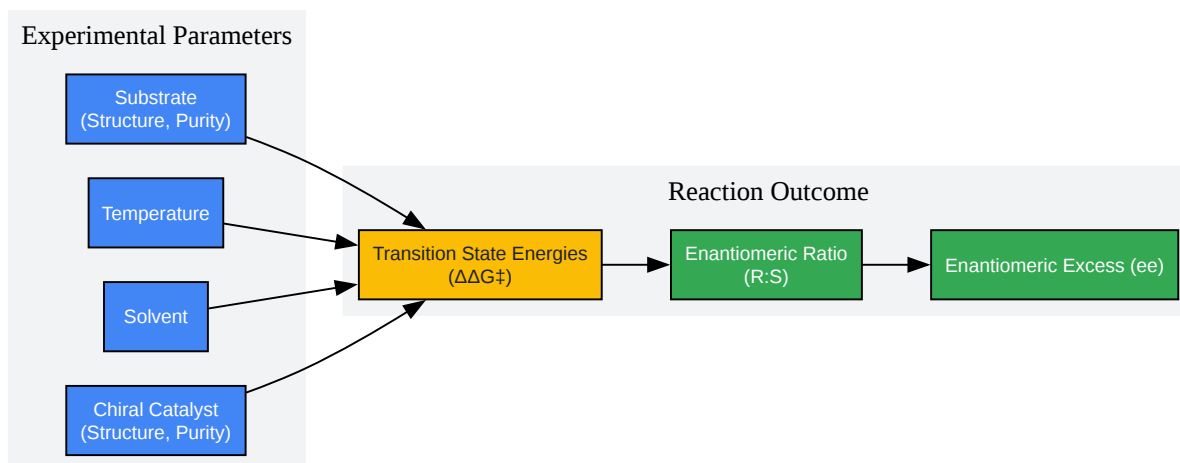 Experimental Parameters
Substrate
(Structure, Purity)
Temperature
Solvent
Chiral Catalyst
(Structure, Purity)
Reaction Outcome
Transition State Energies
(ΔΔG‡)
Enantiomeric Ratio
(R:S)
Enantiomeric Excess (ee)